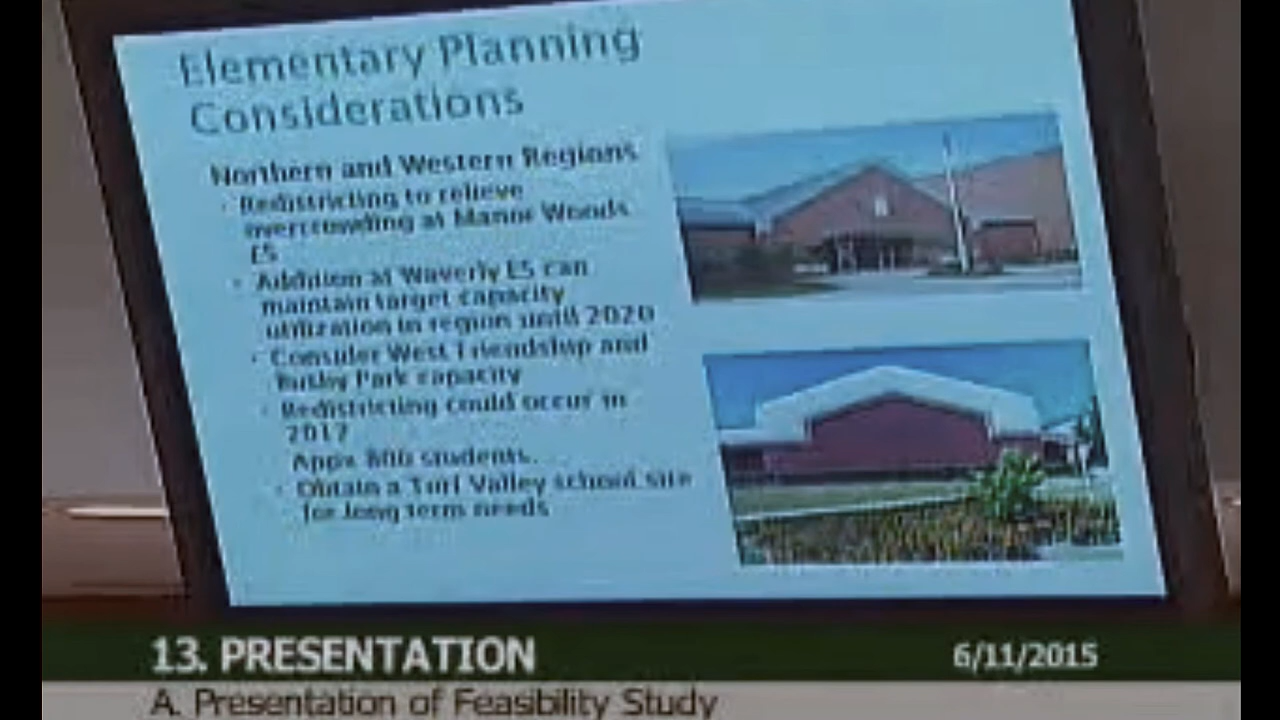 Elementary Planning
Considerations
Northern and Western Regions
Redistricting to relieve
overcrowding at Manor Woods
ES
Addition at Waverly ES can
maintain target capacity
utilization in region until 2020
Consider West Friendship and
Bushy Park capacity
Redistricting could occur in
2017
Appx 800 students.
Obtain a Turf Valley school site
for long term needs
13. PRESENTATION
6/11/2015
A. Presentation of Feasibility Study